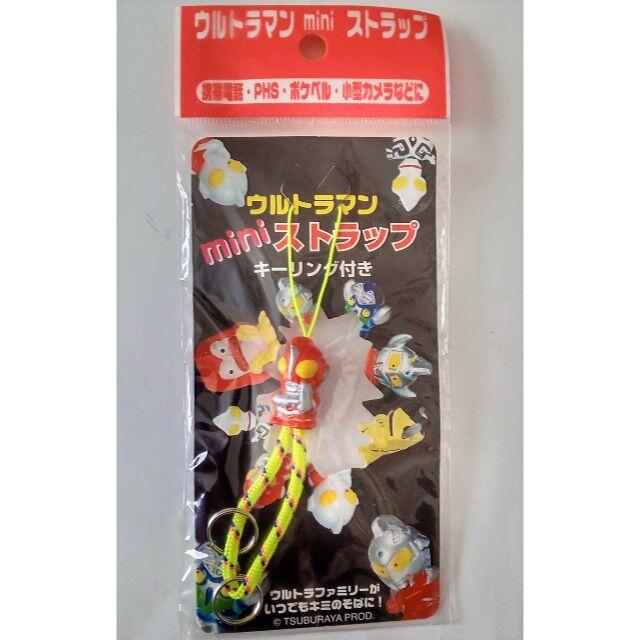 ウルトラマン mini ストラップ
携帯電話・PHS・ポケベル・小型カメラなどに
ウルトラマン
mini ストラップ
キーリング付き
ウルトラファミリーが
いつでもキミのそばに！
© TSUBURAYA PROD.